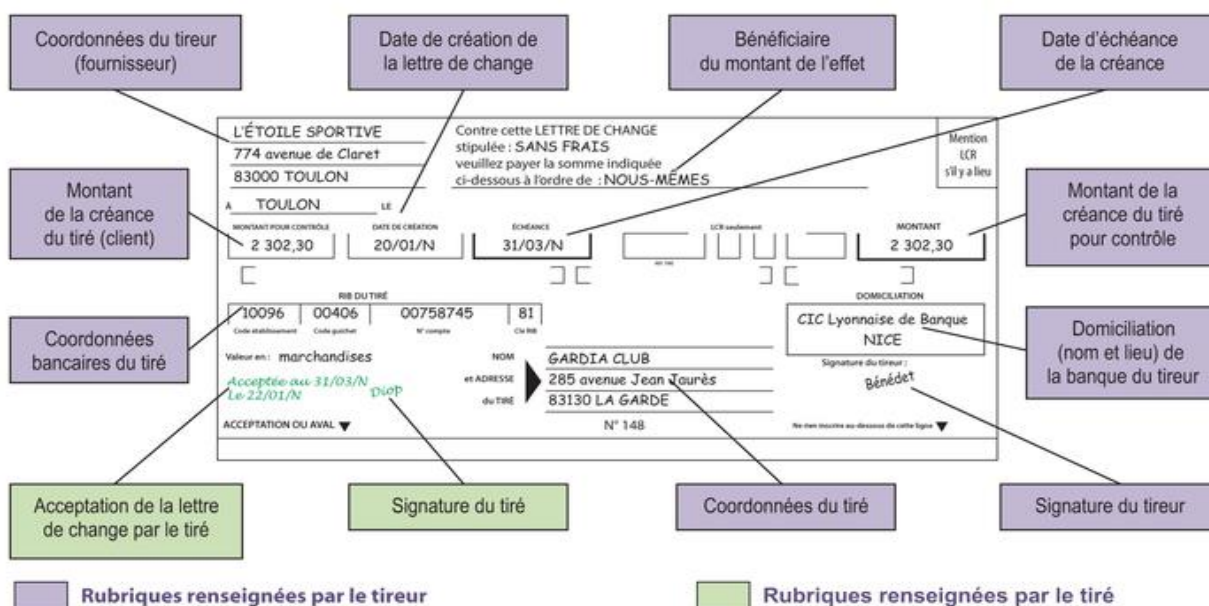 Coordonnées du tireur
(fournisseur)
Date de création de
la lettre de change
Bénéficiaire
du montant de l'effet
Date d'échéance
de la créance
L'ÉTOILE SPORTIVE
774 avenue de Claret
83000 TOULON
Contre cette LETTRE DE CHANGE
stipulée : SANS FRAIS
veuillez payer la somme indiquée
ci-dessous à l'ordre de : NOUS-MÊMES
Mention
LCR
s'il y a lieu
A TOULON LE
Montant
de la créance
du tiré (client)
MONTANT POUR CONTRÔLE
2 302,30
DATE DE CRÉATION
20/01/N
ÉCHÉANCE
31/03/N
LCR seulement
MONTANT
2 302,30
Montant de la
créance du tiré
pour contrôle
RIB DU TIRÉ
10096 00406 00758745 81
Code établissement Code guichet N° compte Clé RIB
DOMICILIATION
CIC Lyonnaise de Banque
NICE
Coordonnées
bancaires du tiré
Domiciliation
(nom et lieu) de
la banque du tireur
Valeur en : marchandises
Acceptée au 31/03/N
Le 22/01/N
Diop
NOM
et ADRESSE
du TIRÉ
GARDIA CLUB
285 avenue Jean Jaurès
83130 LA GARDE
Signature du tireur :
Bénédet
ACCEPTATION OU AVAL
N° 148
Ne rien inscrire au-dessous de cette ligne
Acceptation de la lettre
de change par le tiré
Signature du tiré
Coordonnées du tiré
Signature du tireur
Rubriques renseignées par le tireur
Rubriques renseignées par le tiré